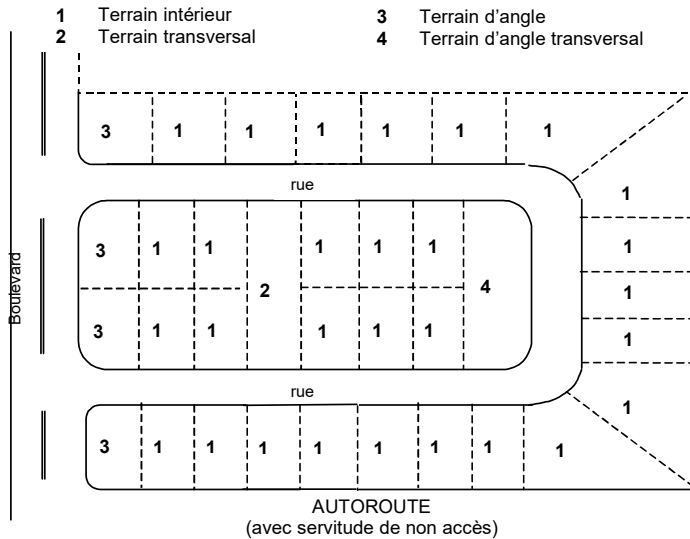 1 Terrain intérieur 3 Terrain d'angle
2 Terrain transversal 4 Terrain d'angle transversal
3 1 1 1 1 1 1
rue
1
3 1 1 1 1 1
1
2 4
1
3 1 1 1 1 1
1
Boulevard
rue
1
3 1 1 1 1 1 1 1 1
AUTOROUTE
(avec servitude de non accès)